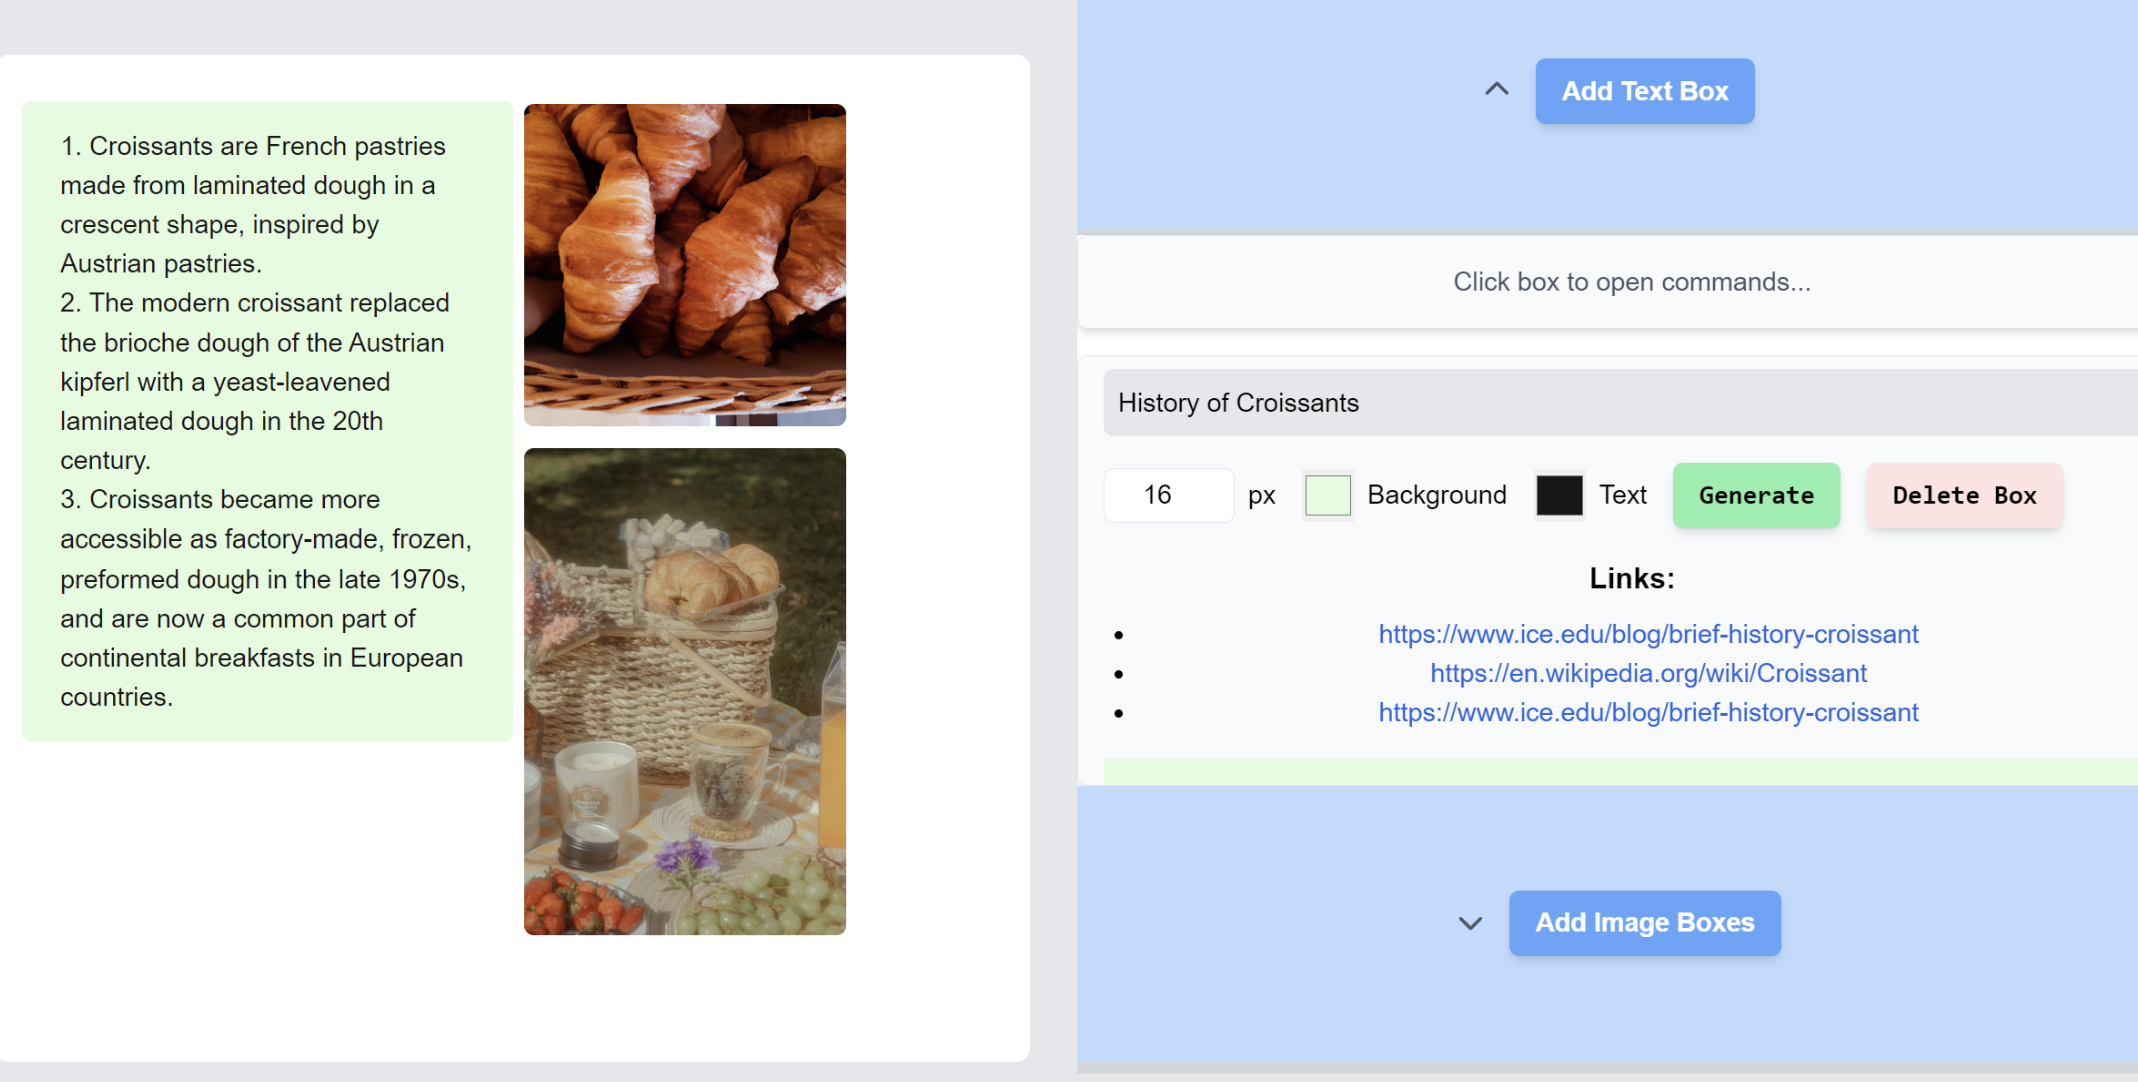 1. Croissants are French pastries
made from laminated dough in a
crescent shape, inspired by
Austrian pastries.
2. The modern croissant replaced
the brioche dough of the Austrian
kipferl with a yeast-leavened
laminated dough in the 20th
century.
3. Croissants became more
accessible as factory-made, frozen,
preformed dough in the late 1970s,
and are now a common part of
continental breakfasts in European
countries.
Add Text Box
Click box to open commands...
History of Croissants
16 px Background Text Generate Delete Box
Links:
https://www.ice.edu/blog/brief-history-croissant
https://en.wikipedia.org/wiki/Croissant
https://www.ice.edu/blog/brief-history-croissant
Add Image Boxes